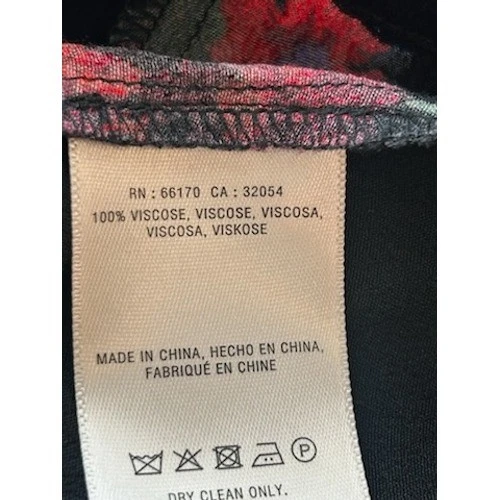 RN : 66170 CA : 32054
100% VISCOSE, VISCOSE, VISCOSA,
VISCOSA, VISKOSE
MADE IN CHINA, HECHO EN CHINA,
FABRIQUÉ EN CHINE
P
DRY CLEAN ONLY.